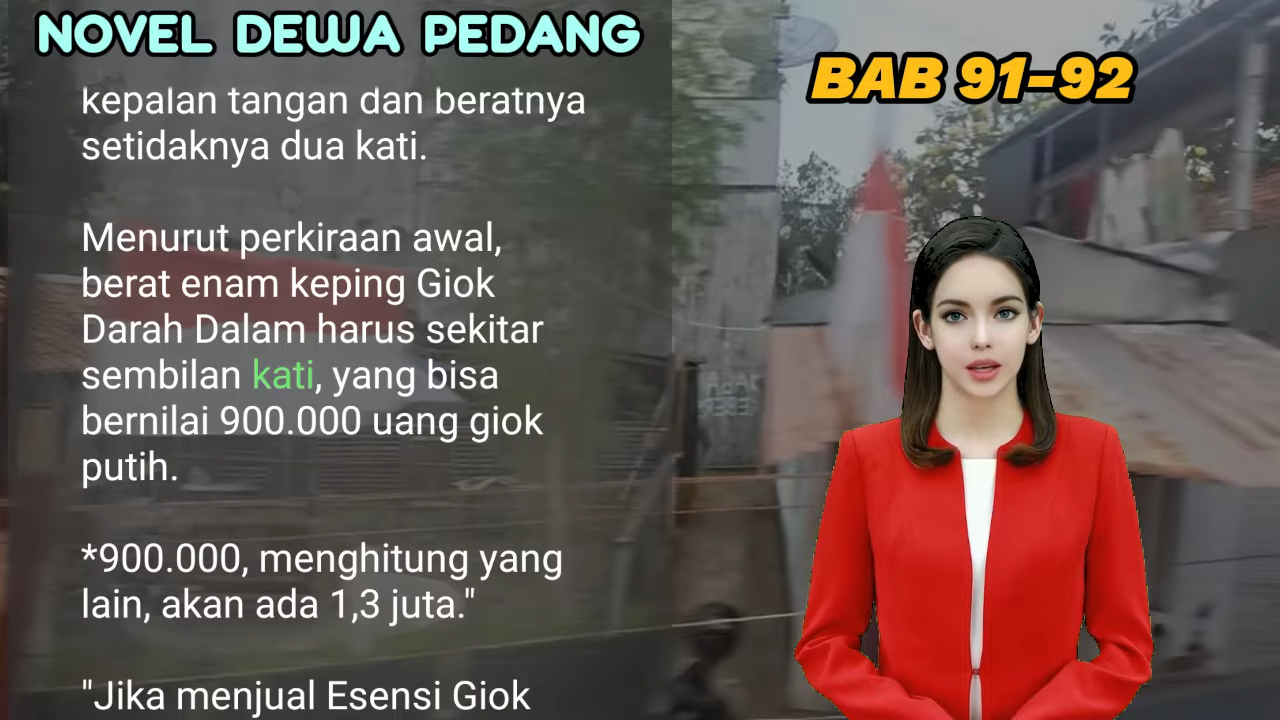 NOVEL DEWA PEDANG
BAB 91-92
kepalan tangan dan beratnya
setidaknya dua kati.
Menurut perkiraan awal,
berat enam keping Giok
Darah Dalam harus sekitar
sembilan kati, yang bisa
bernilai 900.000 uang giok
putih.
*900.000, menghitung yang
lain, akan ada 1,3 juta."
"Jika menjual Esensi Giok